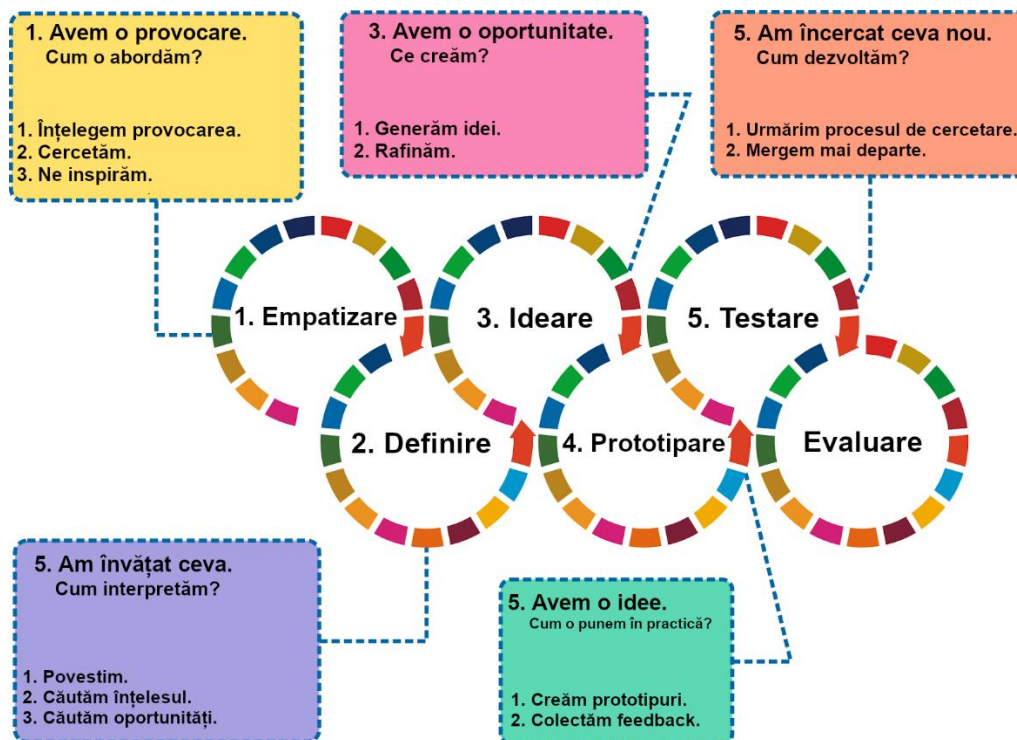 1. Avem o provocare.
Cum o abordăm?
1. Înțelegem provocarea.
2. Cercetăm.
3. Ne inspirăm.
3. Avem o oportunitate.
Ce creăm?
1. Generăm idei.
2. Rafinăm.
5. Am încercat ceva nou.
Cum dezvoltăm?
1. Urmărim procesul de cercetare.
2. Mergem mai departe.
1. Empatizare
3. Ideare
5. Testare
2. Definire
4. Prototipare
Evaluare
5. Am învățat ceva.
Cum interpretăm?
1. Povestim.
2. Căutăm înțelesul.
3. Căutăm oportunități.
5. Avem o idee.
Cum o punem în practică?
1. Creăm prototipuri.
2. Colectăm feedback.